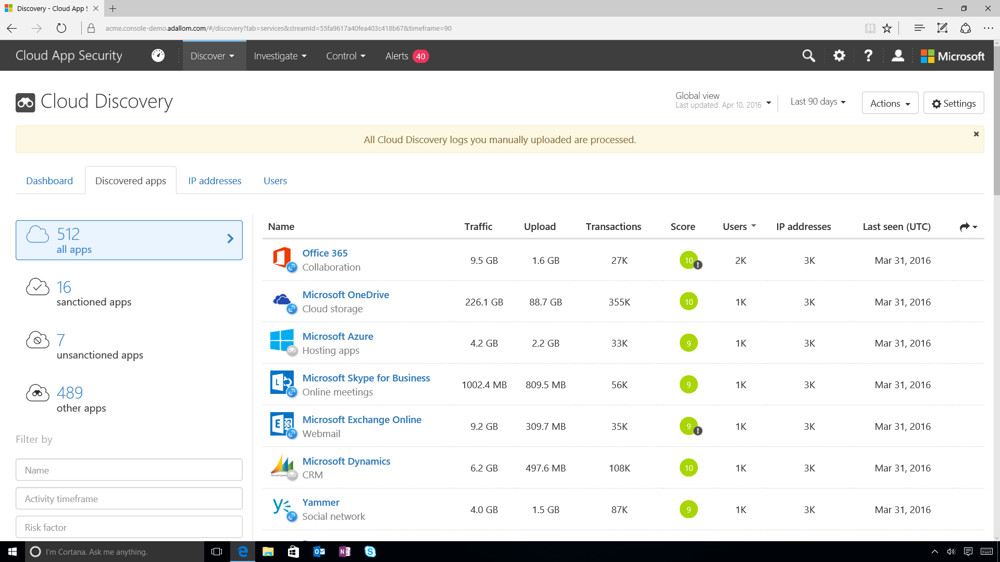 Discovery - Cloud App S
acme.console-demo.adallom.com/#/discovery?tab=services&streamId=55fa9617a40fea403c418b67&timeframe=90
Cloud App Security
Discover
Investigate
Control
Alerts 40
Microsoft
Cloud Discovery
Global view
Last updated: Apr 10, 2016
Last 90 days
Actions
Settings
All Cloud Discovery logs you manually uploaded are processed.
Dashboard
Discovered apps
IP addresses
Users
512
all apps
16
sanctioned apps
7
unsanctioned apps
489
other apps
Filter by
Name
Activity timeframe
Risk factor
Name Traffic Upload Transactions Score Users IP addresses Last seen (UTC)
Office 365
Collaboration
9.5 GB 1.6 GB 27K 10 2K 3K Mar 31, 2016
Microsoft OneDrive
Cloud storage
226.1 GB 88.7 GB 355K 10 1K 3K Mar 31, 2016
Microsoft Azure
Hosting apps
4.2 GB 2.2 GB 33K 9 1K 3K Mar 31, 2016
Microsoft Skype for Business
Online meetings
1002.4 MB 809.5 MB 56K 9 1K 3K Mar 31, 2016
Microsoft Exchange Online
Webmail
9.2 GB 309.7 MB 35K 9 1K 3K Mar 31, 2016
Microsoft Dynamics
CRM
6.2 GB 497.6 MB 108K 10 1K 3K Mar 31, 2016
Yammer
Social network
4.0 GB 1.5 GB 87K 9 1K 3K Mar 31, 2016
I'm Cortana. Ask me anything.